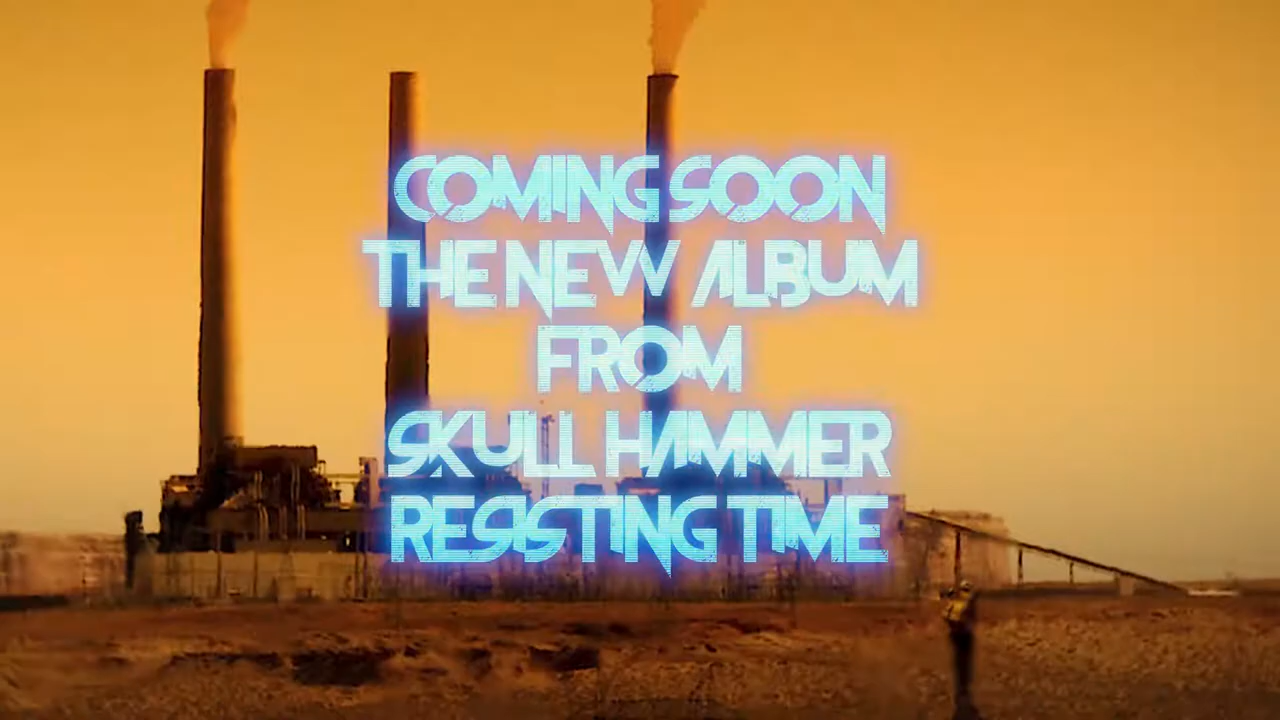 COMING SOON
THE NEW ALBUM
FROM
SKULL HAMMER
RESISTING TIME